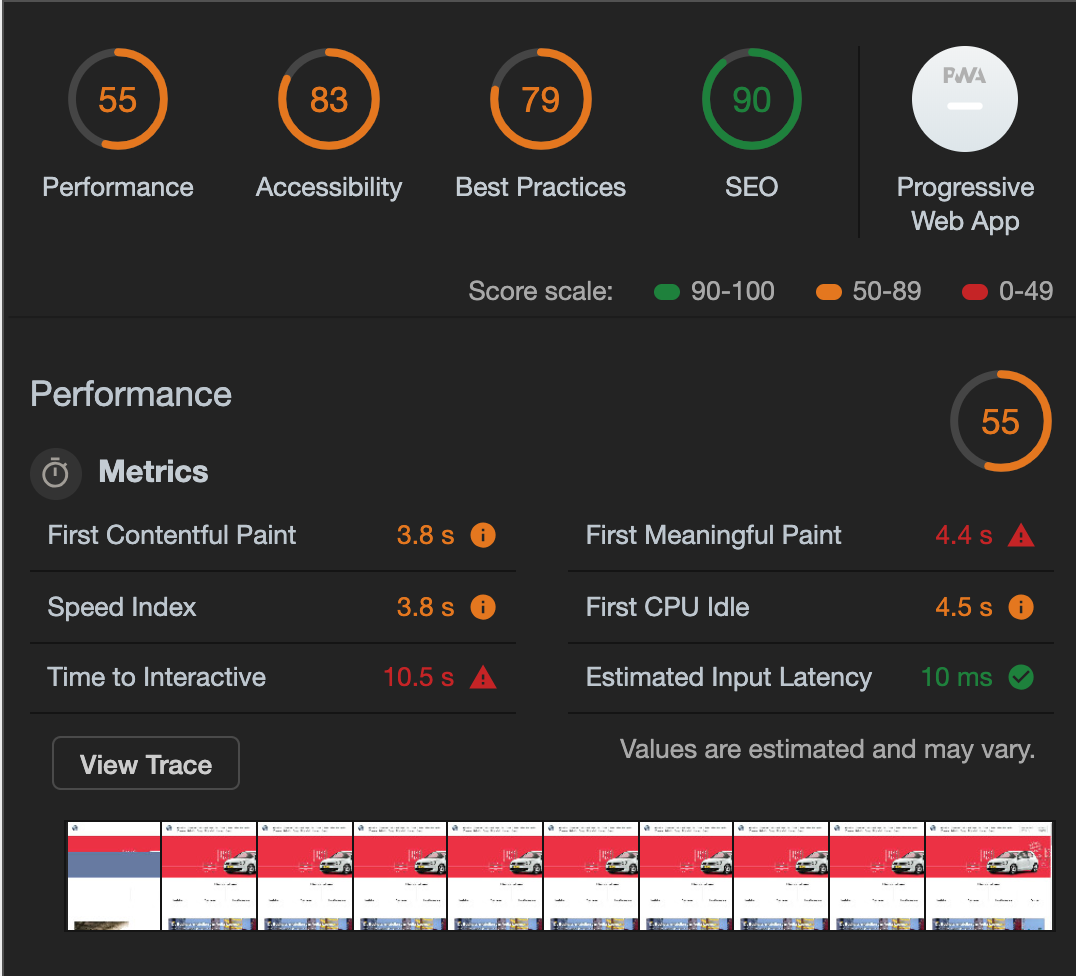 55
83
79
90
PWA
Performance
Accessibility
Best Practices
SEO
Progressive
Web App
Score scale: 90-100 50-89 0-49
Performance
55
Metrics
First Contentful Paint 3.8 s
First Meaningful Paint 4.4 s
Speed Index 3.8 s
First CPU Idle 4.5 s
Time to Interactive 10.5 s
Estimated Input Latency 10 ms
View Trace
Values are estimated and may vary.